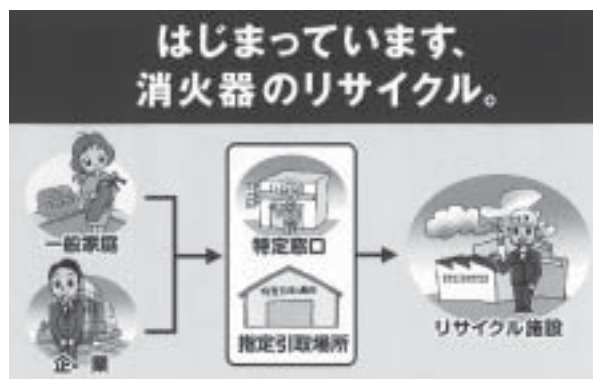 はじまっています、
消火器のリサイクル。
一般家庭
企業
特定窓口
指定引取場所
リサイクル施設